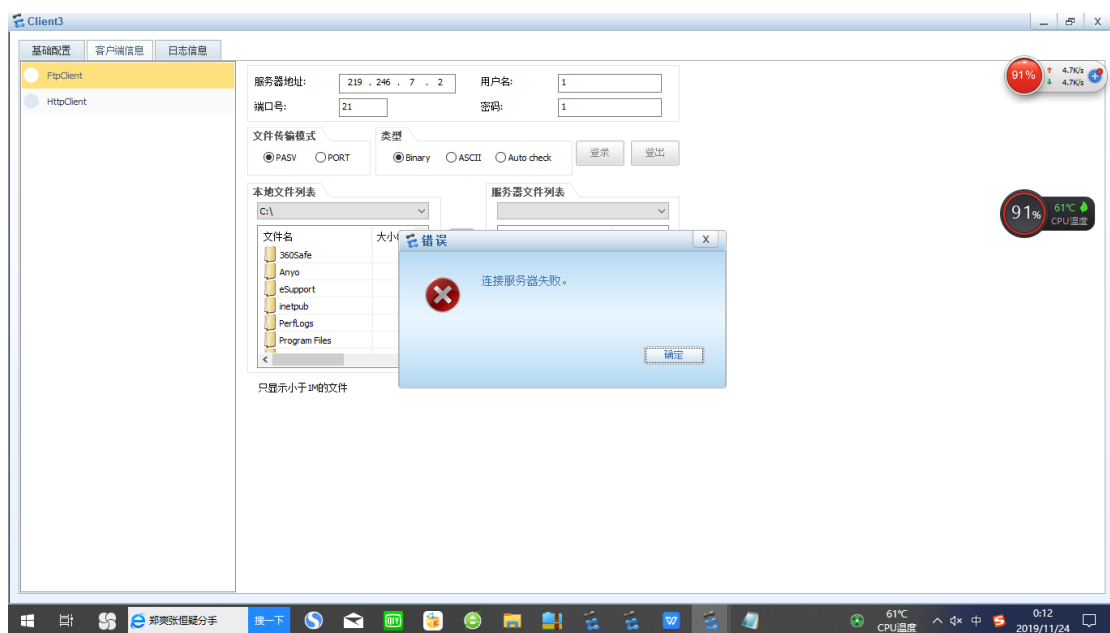 Client3
基础配置 客户端信息 日志信息
FtpClient
HttpClient
服务器地址: 219 . 246 . 7 . 2 用户名: 1
端口号: 21 密码: 1
文件传输模式 类型
PASV PORT Binary ASCII Auto check 登录 登出
本地文件列表 服务器文件列表
C:\
文件名 大小
360Safe
Anyo
eSupport
inetpub
PerfLogs
Program Files
只显示小于1M的文件
错误 X
连接服务器失败。
确定
91% 4.7K/s
4.7K/s
91% 61℃
CPU温度
郑爽张恒疑分手 搜一下
61℃
CPU温度
中
0:12
2019/11/24